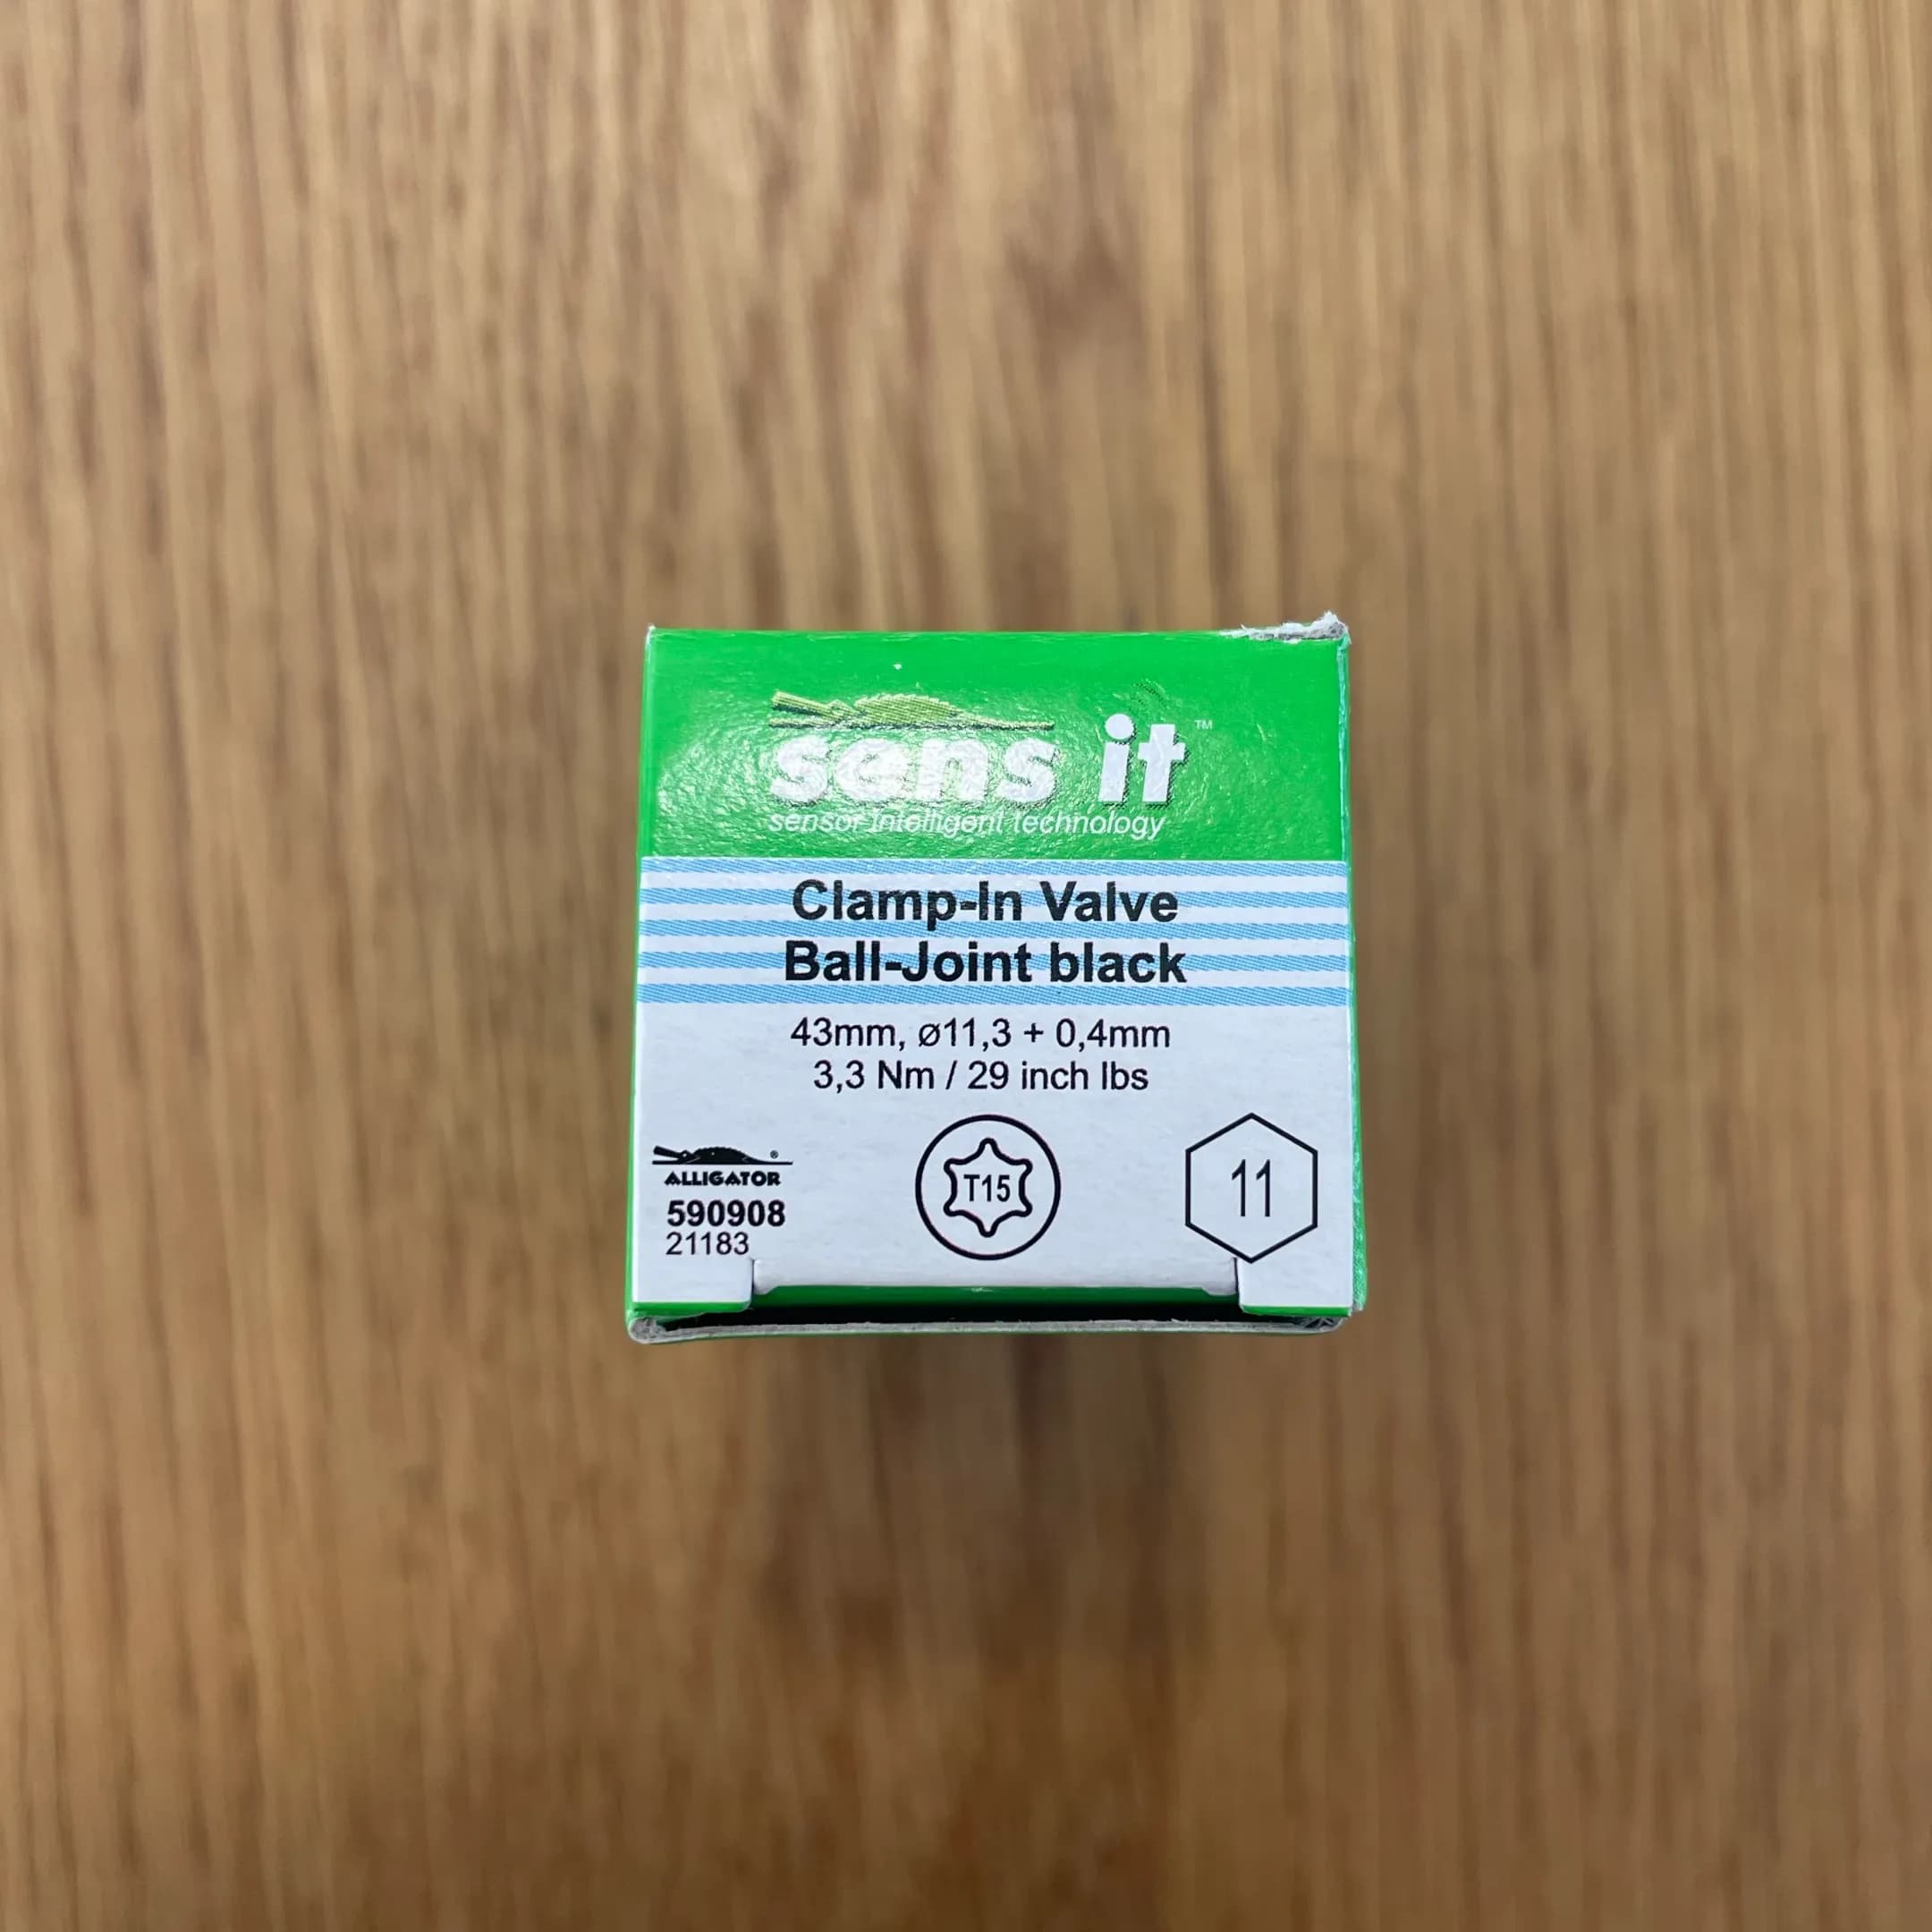 sens it™
sensor intelligent technology
Clamp-In Valve
Ball-Joint black
43mm, ø11,3 + 0,4mm
3,3 Nm / 29 inch lbs
ALLIGATOR®
590908
21183
T15
11